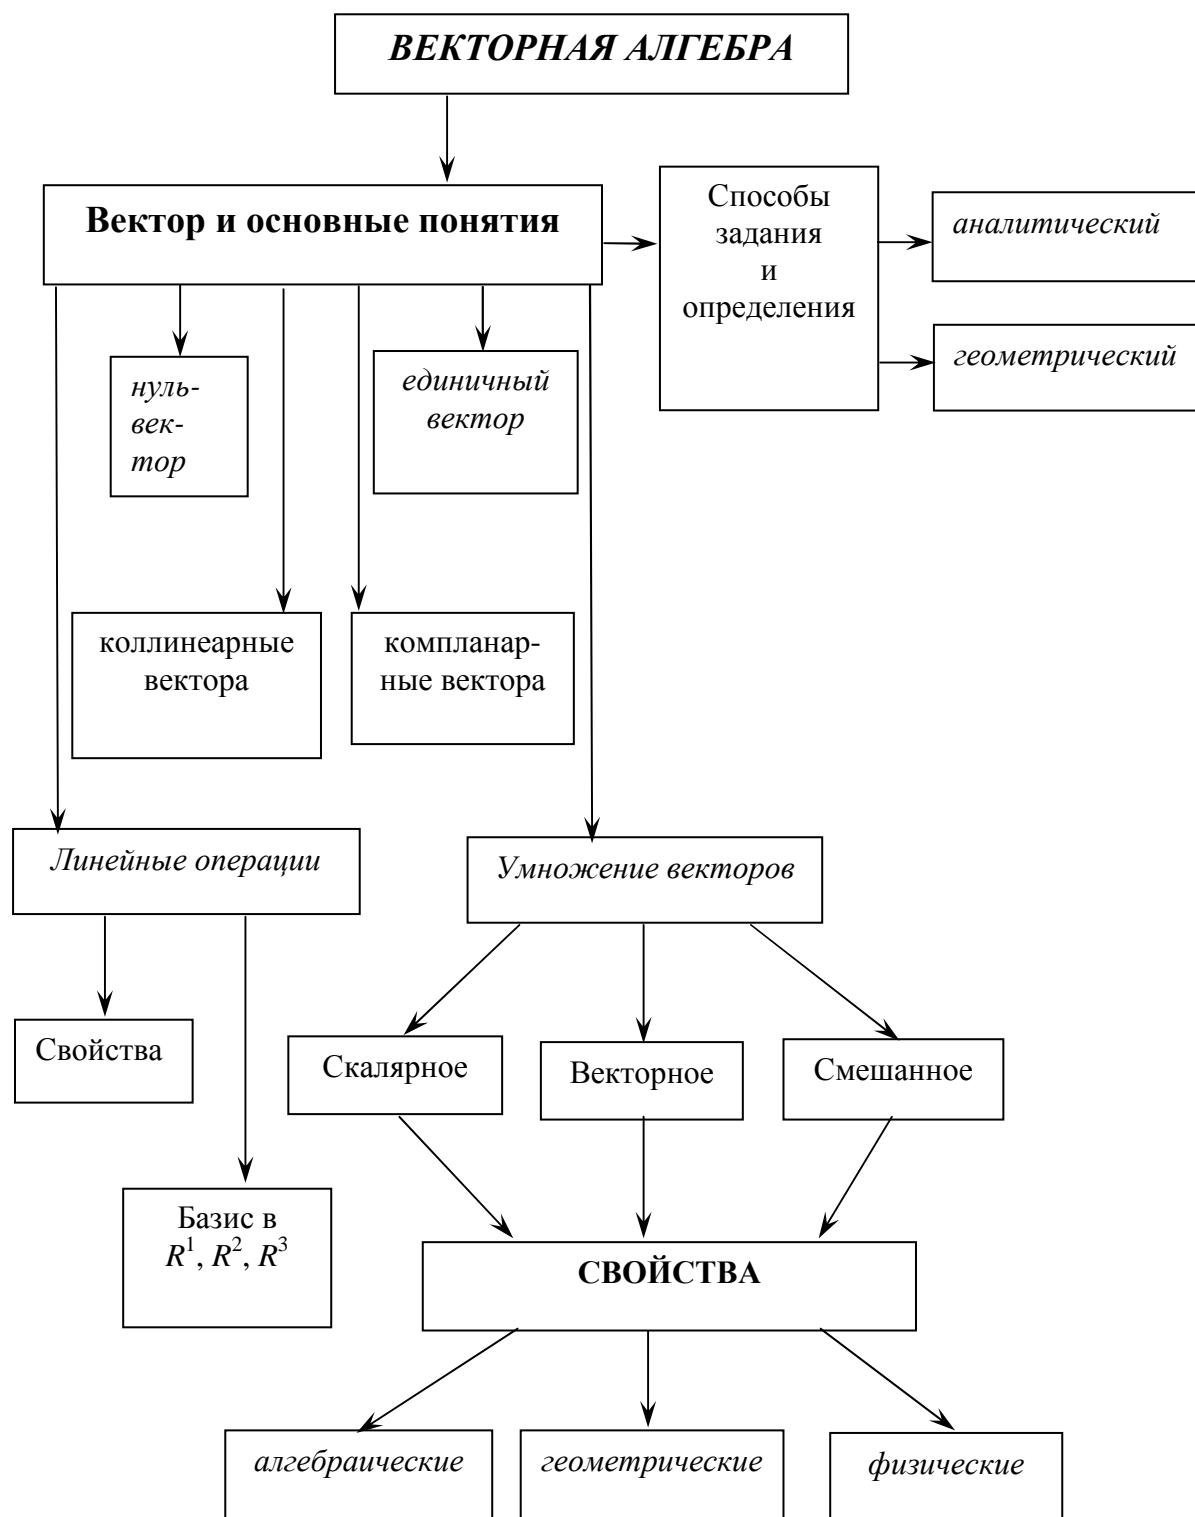 ВЕКТОРНАЯ АЛГЕБРА
Вектор и основные понятия
Способы
задания
и
определения
аналитический
геометрический
нуль-
век-
тор
единичный
вектор
коллинеарные
вектора
компланар-
ные вектора
Линейные операции
Умножение векторов
Свойства
Скалярное
Векторное
Смешанное
Базис в
R¹, R², R³
СВОЙСТВА
алгебраические
геометрические
физические